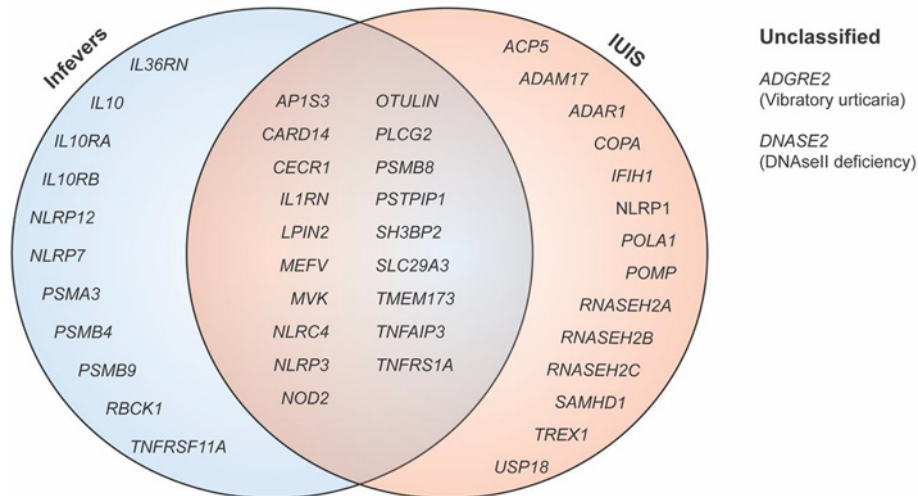 Infevers
IL36RN
IL10
IL10RA
IL10RB
NLRP12
NLRP7
PSMA3
PSMB4
PSMB9
RBCK1
TNFRSF11A
AP1S3
CARD14
CECR1
IL1RN
LPIN2
MEFV
MVK
NLRC4
NLRP3
NOD2
OTULIN
PLCG2
PSMB8
PSTPIP1
SH3BP2
SLC29A3
TMEM173
TNFAIP3
TNFRS1A
IUIS
ACP5
ADAM17
ADAR1
COPA
IFIH1
NLRP1
POLA1
POMP
RNASEH2A
RNASEH2B
RNASEH2C
SAMHD1
TREX1
USP18
Unclassified
ADGRE2
(Vibratory urticaria)
DNASE2
(DNAseII deficiency)